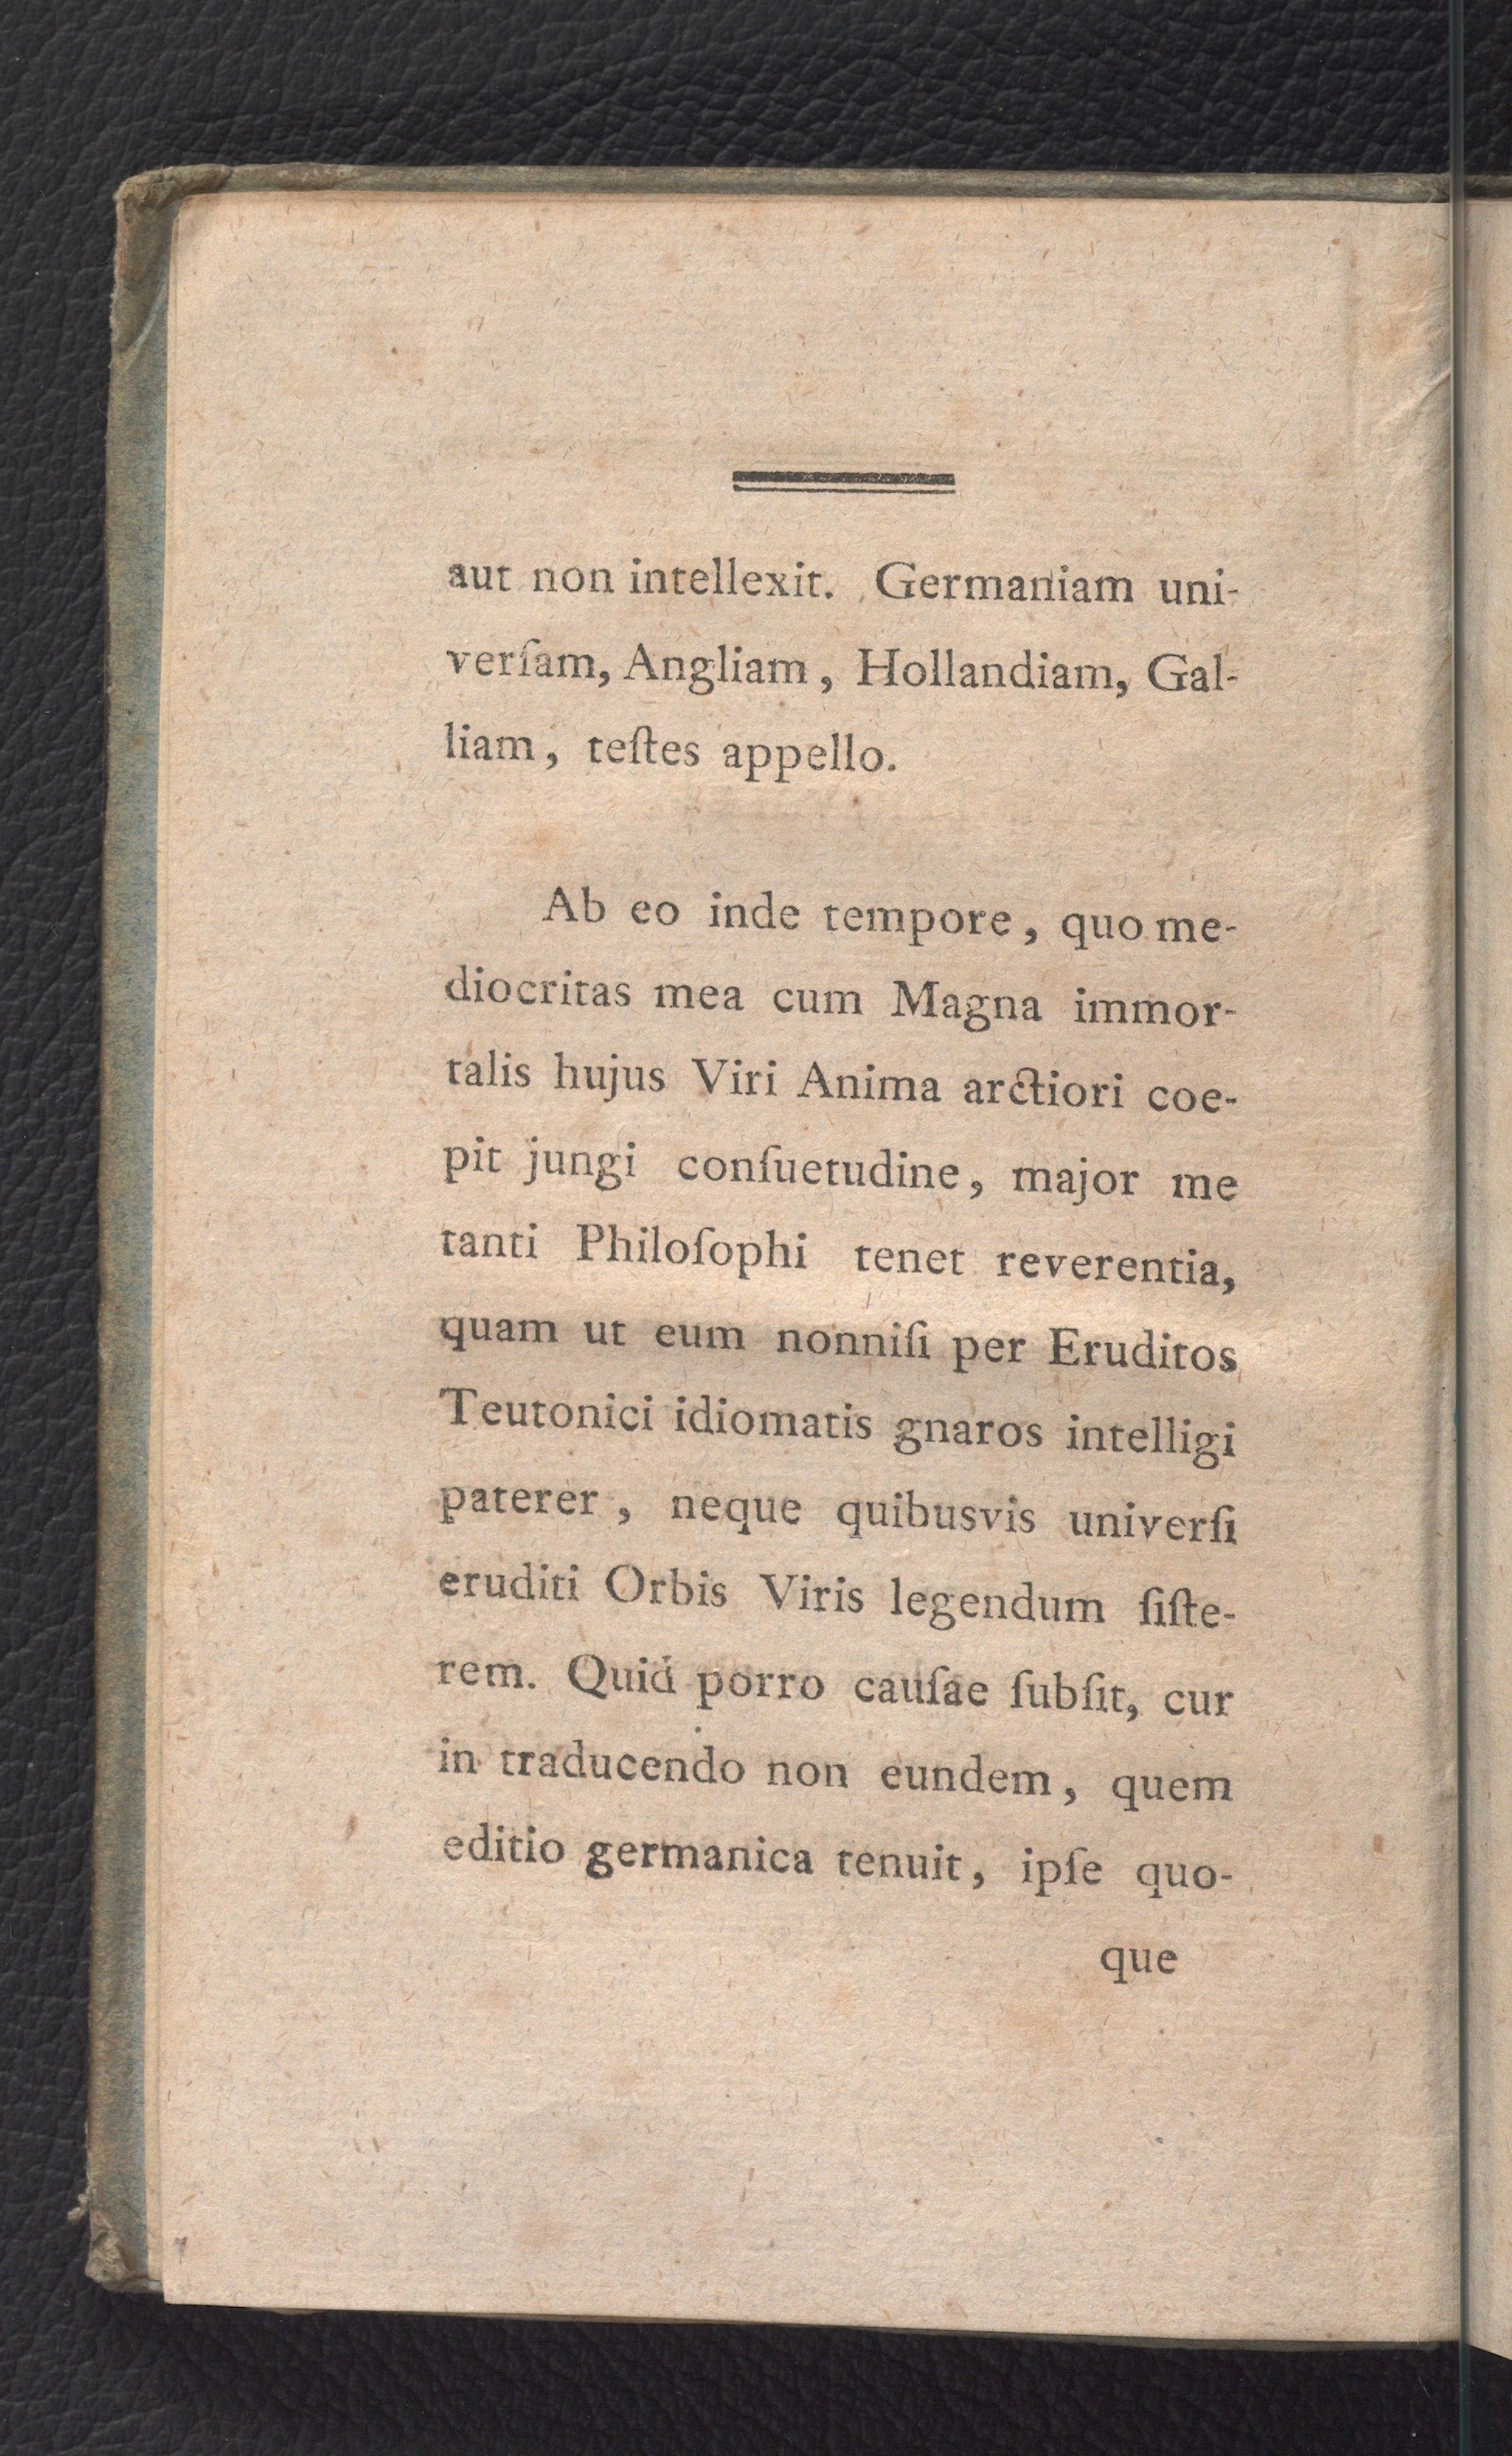 aut non intellexit. Germaniam uni-
verſam, Angliam, Hollandiam, Gal-
liam, teſtes appello.
Ab eo inde tempore, quo me-
diocritas mea cum Magna immor-
talis hujus Viri Anima arctiori coe-
pit jungi conſuetudine, major me
tanti Philoſophi tenet reverentia,
quam ut eum nonniſi per Eruditos
Teutonici idiomatis gnaros intelligi
paterer, neque quibusvis univerſi
eruditi Orbis Viris legendum ſiſte-
rem. Quid porro cauſae ſubſit, cur
in traducendo non eundem, quem
editio germanica tenuit, ipſe quo-
que